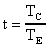 t = T_C / T_E